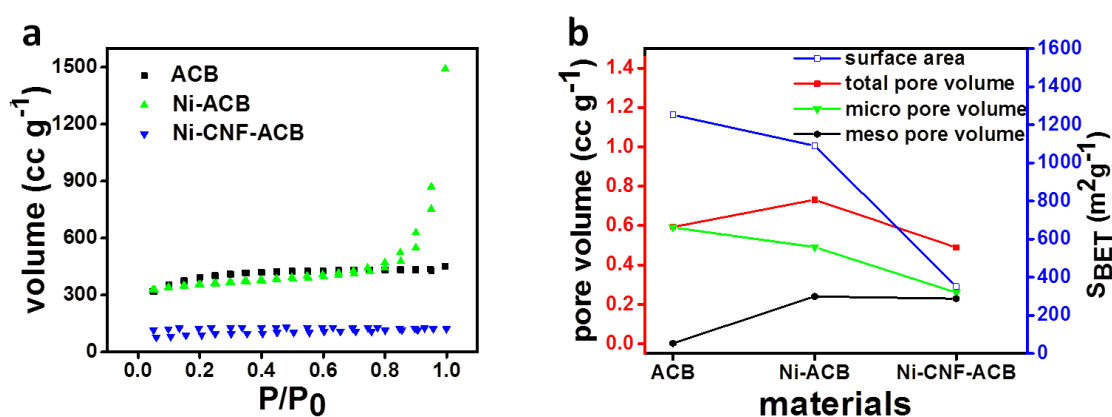 a
volume (cc g-1)
1500
1200
900
600
300
0
ACB
Ni-ACB
Ni-CNF-ACB
0.0 0.2 0.4 0.6 0.8 1.0
P/P0
b
pore volume (cc g-1)
1.4
1.2
1.0
0.8
0.6
0.4
0.2
0.0
surface area
total pore volume
micro pore volume
meso pore volume
1600
1400
1200
1000
800
600
400
200
0
SBET (m2g-1)
ACB Ni-ACB Ni-CNF-ACB
materials